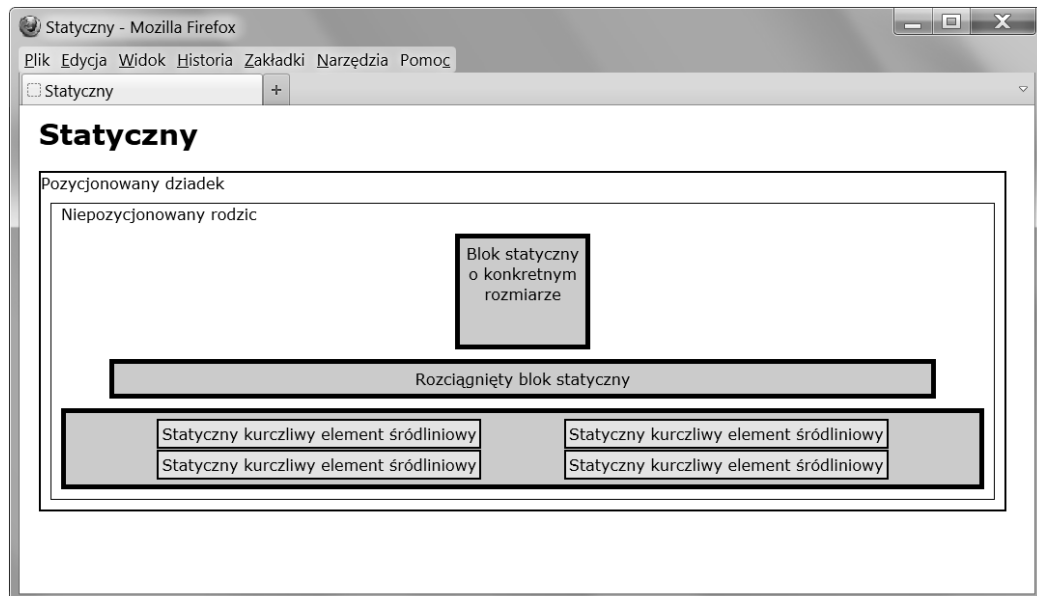 Statyczny - Mozilla Firefox
Plik Edycja Widok Historia Zakładki Narzędzia Pomoc
Statyczny +
Statyczny
Pozycjonowany dziadek
Niepozycjonowany rodzic
Blok statyczny
o konkretnym
rozmiarze
Rozciągnięty blok statyczny
Statyczny kurczliwy element śródliniowy Statyczny kurczliwy element śródliniowy
Statyczny kurczliwy element śródliniowy Statyczny kurczliwy element śródliniowy